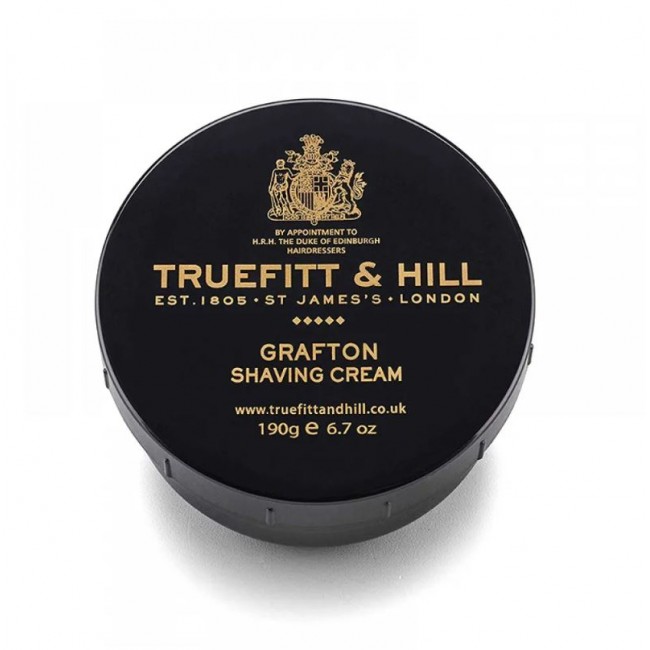 BY APPOINTMENT TO
H.R.H. THE DUKE OF EDINBURGH
HAIRDRESSERS
TRUEFITT & HILL
EST.1805 • ST JAMES'S • LONDON
GRAFTON
SHAVING CREAM
www.truefittandhill.co.uk
190g e 6.7 oz